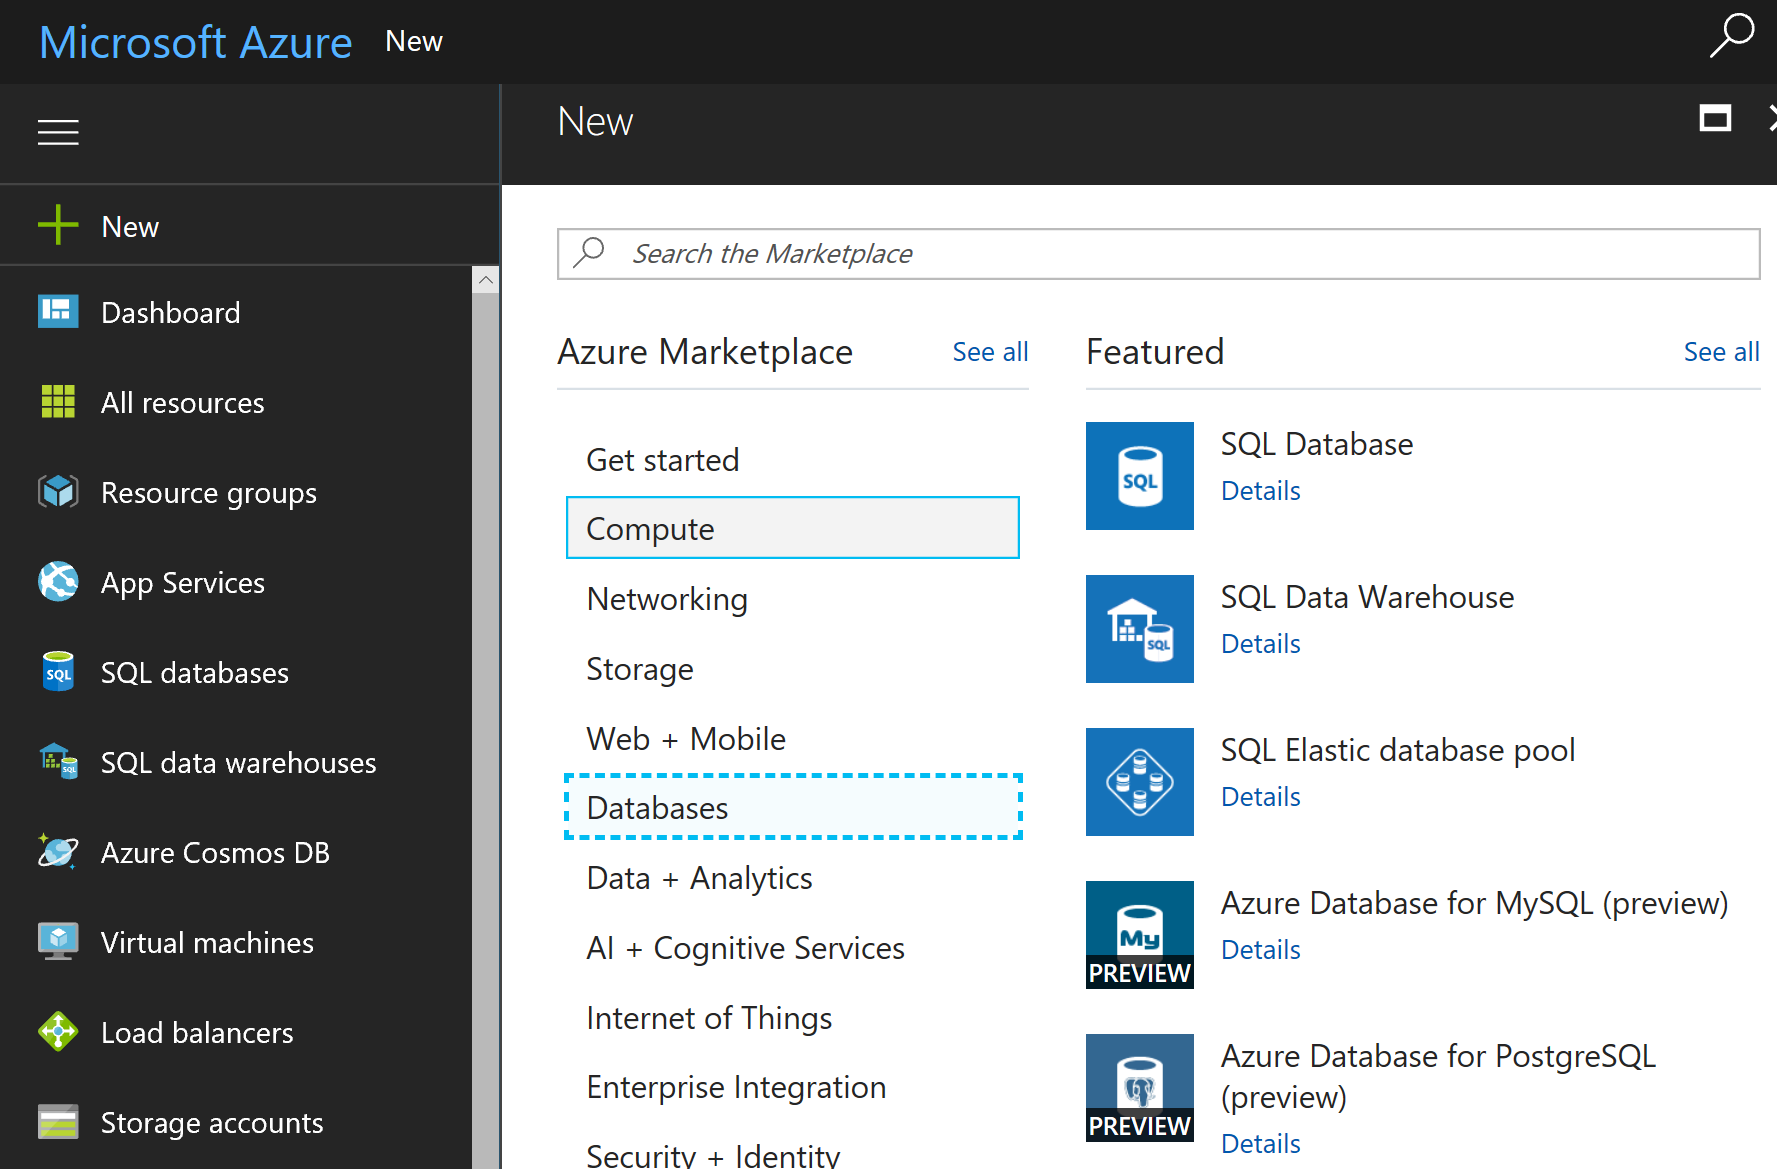 Microsoft Azure New
New
New
Dashboard
All resources
Resource groups
App Services
SQL
SQL databases
SQL
SQL data warehouses
Azure Cosmos DB
Virtual machines
Load balancers
Storage accounts
Search the Marketplace
Azure Marketplace See all
Get started
Compute
Networking
Storage
Web + Mobile
Databases
Data + Analytics
AI + Cognitive Services
Internet of Things
Enterprise Integration
Security + Identity
Featured See all
SQL
SQL Database
Details
SQL
SQL Data Warehouse
Details
SQL Elastic database pool
Details
My
PREVIEW
Azure Database for MySQL (preview)
Details
PREVIEW
Azure Database for PostgreSQL
(preview)
Details